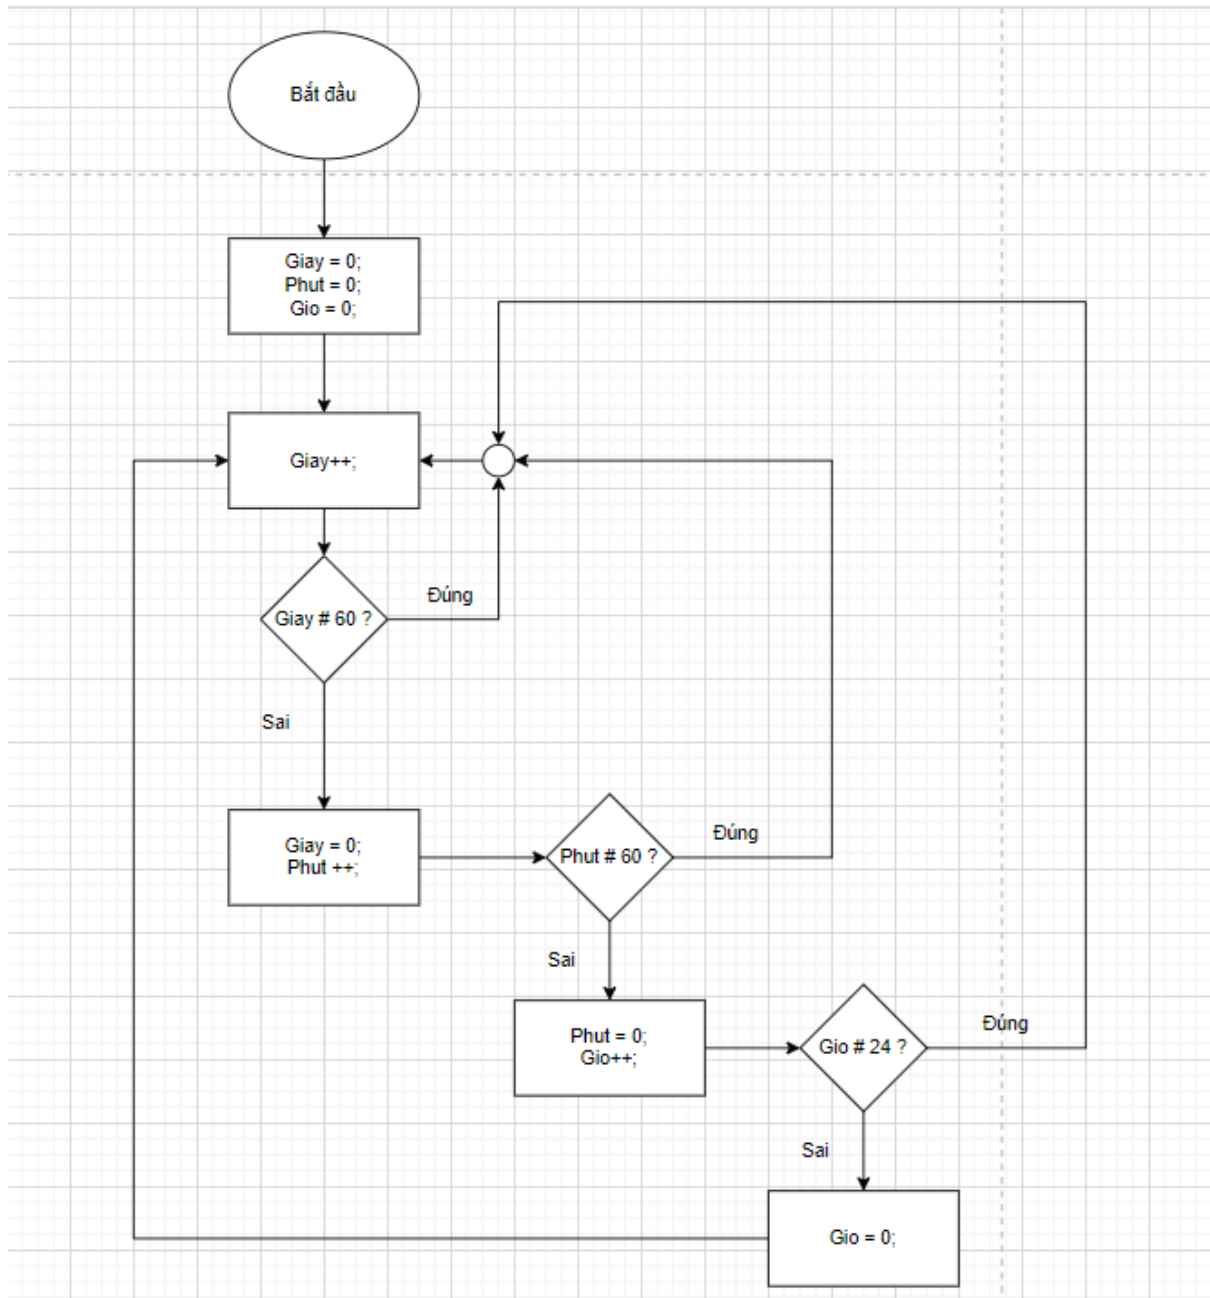 Bắt đầu
Giay = 0;
Phut = 0;
Gio = 0;
Giay++;
Giay # 60 ?
Đúng
Sai
Giay = 0;
Phut ++;
Phut # 60 ?
Đúng
Sai
Phut = 0;
Gio++;
Gio # 24 ?
Đúng
Sai
Gio = 0;